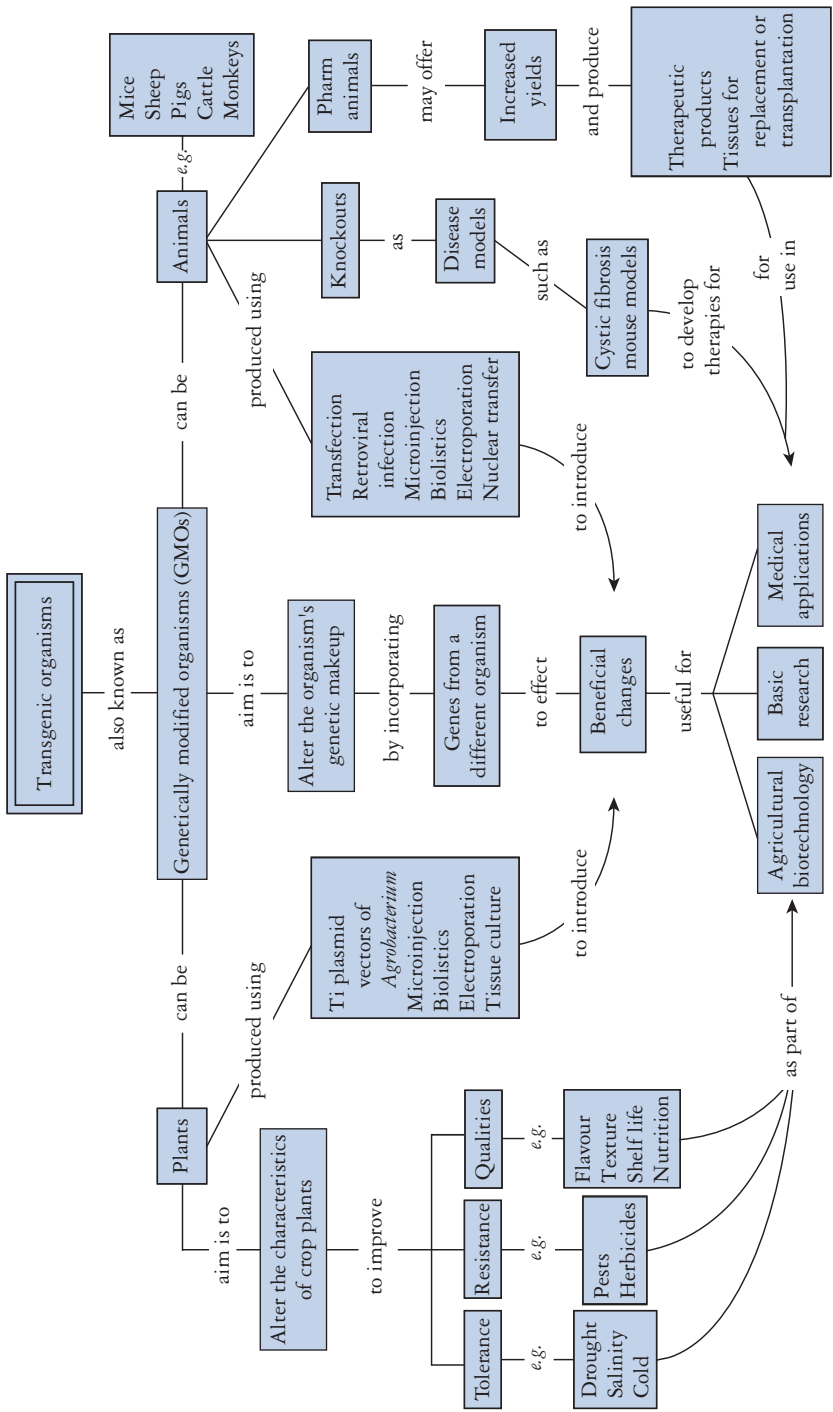 Transgenic organisms
also known as
Genetically modified organisms (GMOs)
can be
Plants
aim is to
Alter the characteristics
of crop plants
to improve
Tolerance
e.g.
Drought
Salinity
Cold
Resistance
e.g.
Pests
Herbicides
Qualities
e.g.
Flavour
Texture
Shelf life
Nutrition
as part of
produced using
Ti plasmid
vectors of
Agrobacterium
Microinjection
Biolistics
Electroporation
Tissue culture
to introduce
aim is to
Alter the organism's
genetic makeup
by incorporating
Genes from a
different organism
to effect
Beneficial
changes
useful for
Agricultural
biotechnology
Basic
research
Medical
applications
can be
Animals
e.g.
Mice
Sheep
Pigs
Cattle
Monkeys
produced using
Transfection
Retroviral
infection
Microinjection
Biolistics
Electroporation
Nuclear transfer
to introduce
Knockouts
as
Disease
models
such as
Cystic fibrosis
mouse models
to develop
therapies for
Pharm
animals
may offer
Increased
yields
and produce
Therapeutic
products
Tissues for
replacement or
transplantation
for
use in